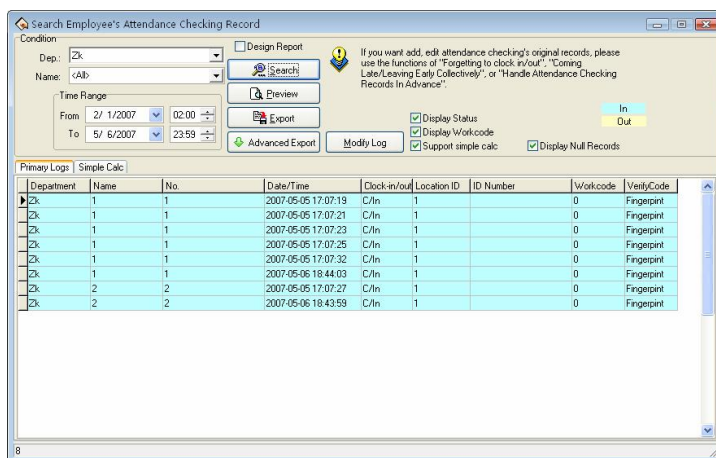 Search Employee's Attendance Checking Record
Condition
Dep.: Zk
Name: <All>
Time Range
From 2/ 1/2007 02:00
To 5/ 6/2007 23:59
Design Report
Search
Preview
Export
Advanced Export
Modify Log
If you want add, edit attendance checking's original records, please
use the functions of "Forgetting to clock in/out", "Coming
Late/Leaving Early Collectively", or "Handle Attendance Checking
Records In Advance".
In
Out
Display Status
Display Workcode
Support simple calc
Display Null Records
Primary Logs Simple Calc
Department Name No. Date/Time Clock-in/out Location ID ID Number Workcode VerifyCode
Zk 1 1 2007-05-05 17:07:19 C/In 1 0 Fingerpint
Zk 1 1 2007-05-05 17:07:21 C/In 1 0 Fingerpint
Zk 1 1 2007-05-05 17:07:23 C/In 1 0 Fingerpint
Zk 1 1 2007-05-05 17:07:25 C/In 1 0 Fingerpint
Zk 1 1 2007-05-05 17:07:32 C/In 1 0 Fingerpint
Zk 1 1 2007-05-06 18:44:03 C/In 1 0 Fingerpint
Zk 2 2 2007-05-05 17:07:27 C/In 1 0 Fingerpint
Zk 2 2 2007-05-06 18:43:59 C/In 1 0 Fingerpint
8